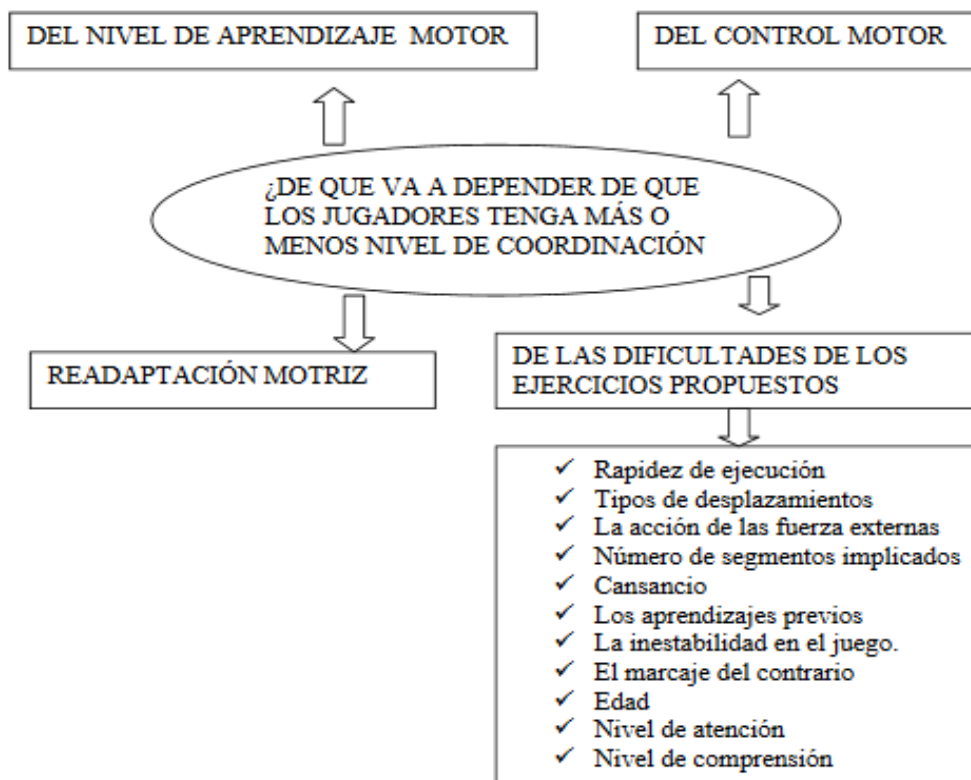 DEL NIVEL DE APRENDIZAJE MOTOR
DEL CONTROL MOTOR
¿DE QUE VA A DEPENDER DE QUE
LOS JUGADORES TENGA MÁS O
MENOS NIVEL DE COORDINACIÓN
READAPTACIÓN MOTRIZ
DE LAS DIFICULTADES DE LOS
EJERCICIOS PROPUESTOS
✓ Rapidez de ejecución
✓ Tipos de desplazamientos
✓ La acción de las fuerza externas
✓ Número de segmentos implicados
✓ Cansancio
✓ Los aprendizajes previos
✓ La inestabilidad en el juego.
✓ El marcaje del contrario
✓ Edad
✓ Nivel de atención
✓ Nivel de comprensión